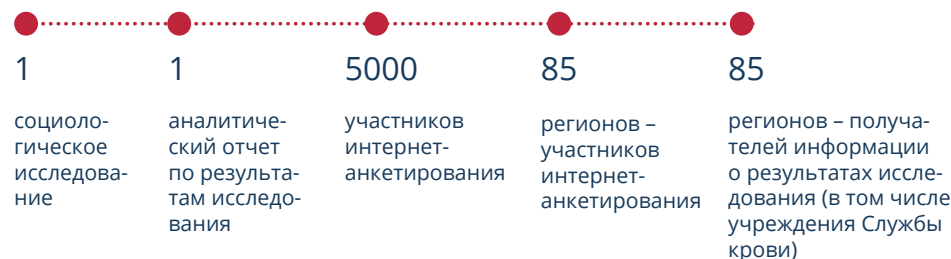 1
социоло-
гическое
исследова-
ние
1
аналитиче-
ский отчет
по результа-
там исследо-
вания
5000
участников
интернет-
анкетирования
85
регионов –
участников
интернет-
анкетирования
85
регионов – получа-
телей информации
о результатах иссле-
дования (в том числе
учреждения Службы
крови)